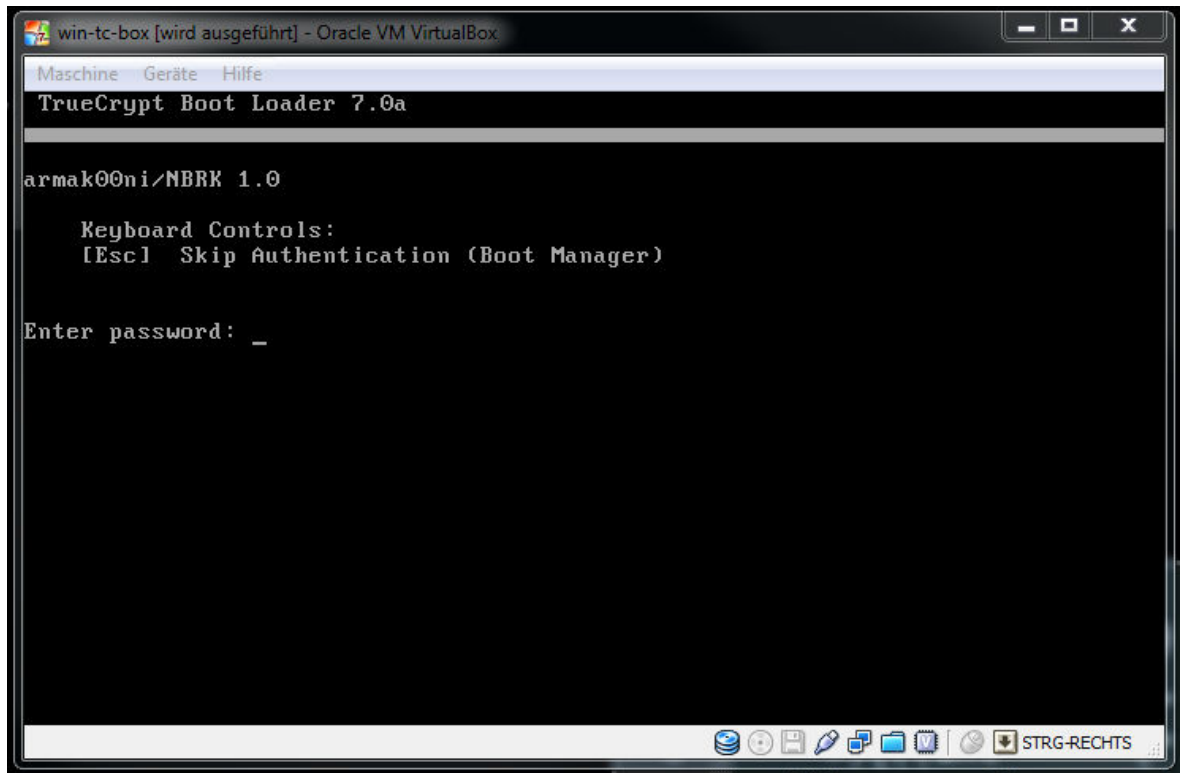 win-tc-box [wird ausgeführt] - Oracle VM VirtualBox
Maschine Geräte Hilfe
TrueCrypt Boot Loader 7.0a
armak00ni/NBRK 1.0
Keyboard Controls:
[Esc] Skip Authentication (Boot Manager)
Enter password: _
STRG-RECHTS